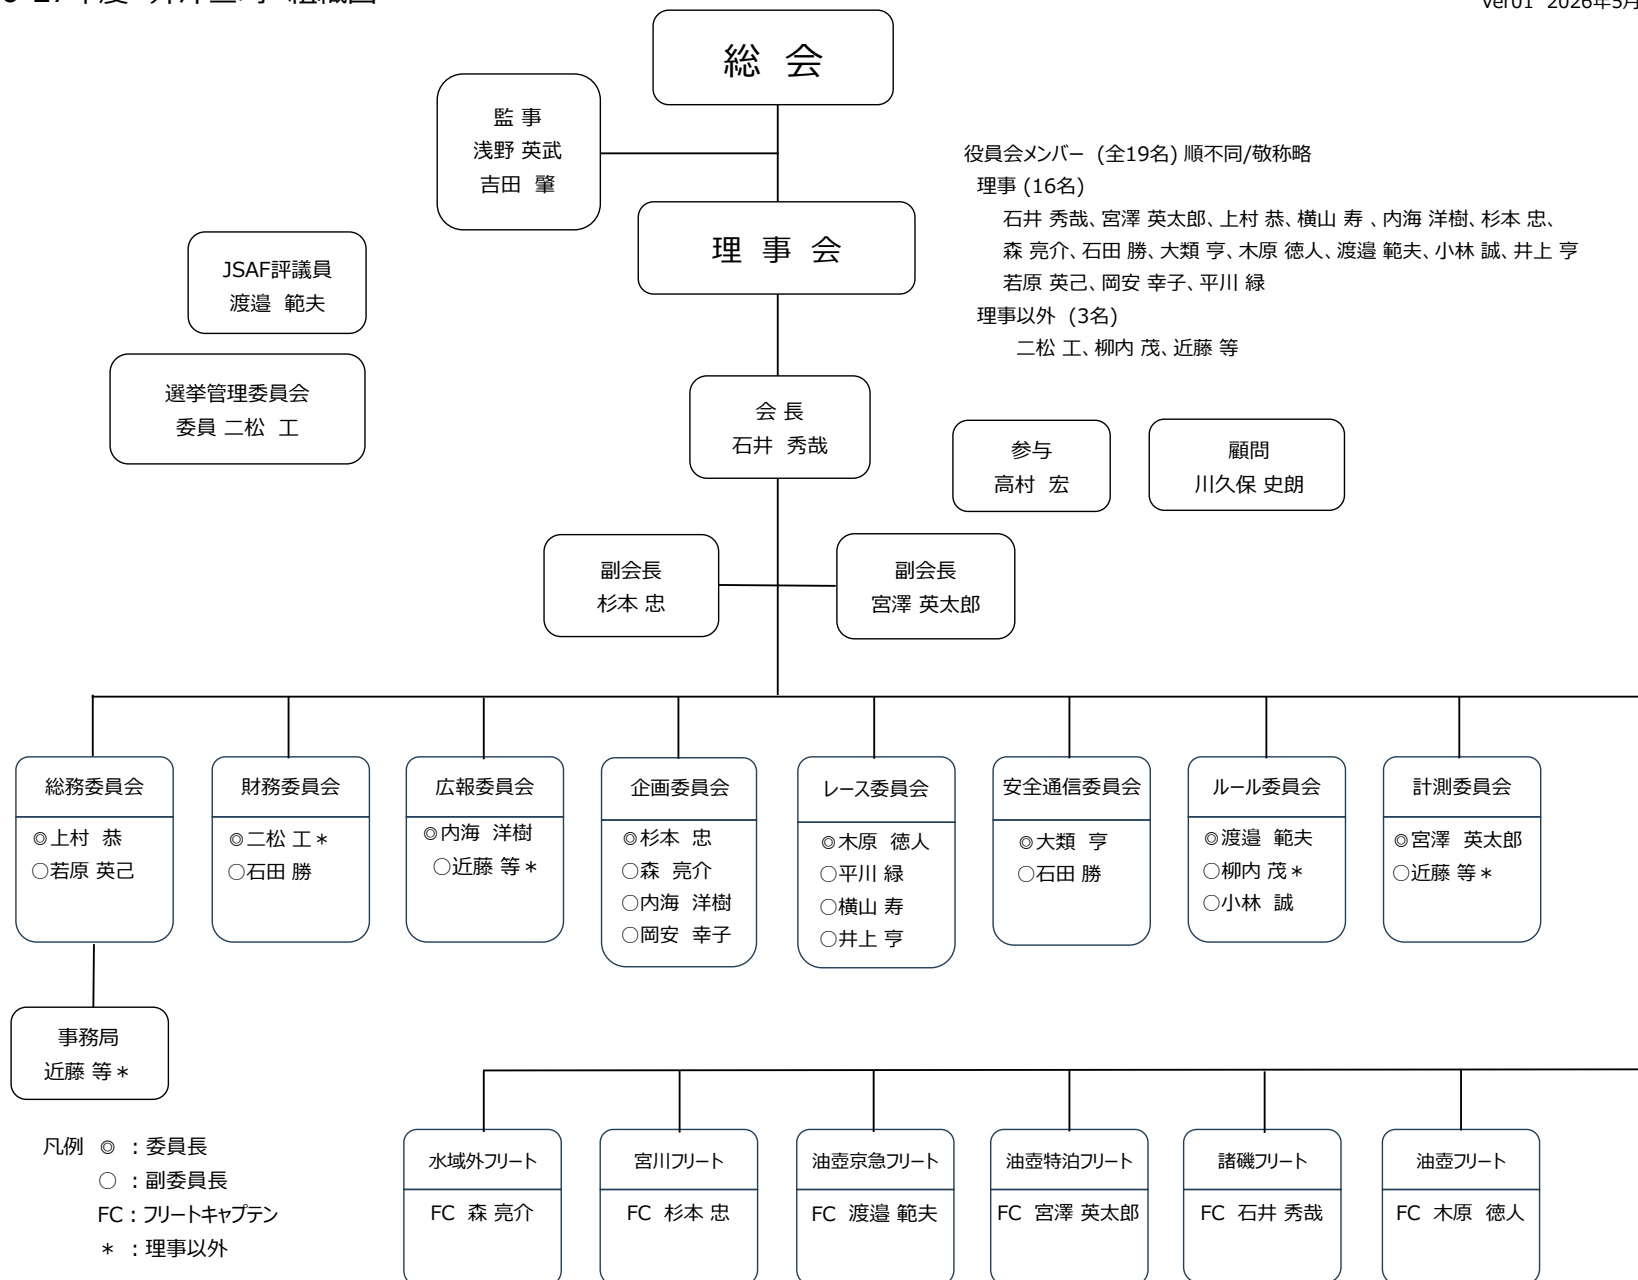 総 会
監 事
浅野 英武
吉田 肇
役員会メンバー (全19名) 順不同/敬称略
理事 (16名)
石井 秀哉、宮澤 英太郎、上村 恭、横山 寿 、内海 洋樹、杉本 忠、
森 亮介、石田 勝、大類 亨、木原 徳人、渡邉 範夫、小林 誠、井上 亨
若原 英己、岡安 幸子、平川 緑
理事以外 (3名)
二松 工、柳内 茂、近藤 等
理 事 会
JSAF評議員
渡邉 範夫
選挙管理委員会
委員 二松 工
会 長
石井 秀哉
参与
高村 宏
顧問
川久保 史朗
副会長
杉本 忠
副会長
宮澤 英太郎
総務委員会
◎上村 恭
○若原 英己
財務委員会
◎二松 工＊
○石田 勝
広報委員会
◎内海 洋樹
○近藤 等＊
企画委員会
◎杉本 忠
○森 亮介
○内海 洋樹
○岡安 幸子
レース委員会
◎木原 徳人
○平川 緑
○横山 寿
○井上 亨
安全通信委員会
◎大類 亨
○石田 勝
ルール委員会
◎渡邉 範夫
○柳内 茂＊
○小林 誠
計測委員会
◎宮澤 英太郎
○近藤 等＊
事務局
近藤 等＊
凡例 ◎ ：委員長
○ ：副委員長
FC：フリートキャプテン
＊ ：理事以外
水域外フリート
FC 森 亮介
宮川フリート
FC 杉本 忠
油壺京急フリート
FC 渡邉 範夫
油壺特泊フリート
FC 宮澤 英太郎
諸磯フリート
FC 石井 秀哉
油壺フリート
FC 木原 徳人